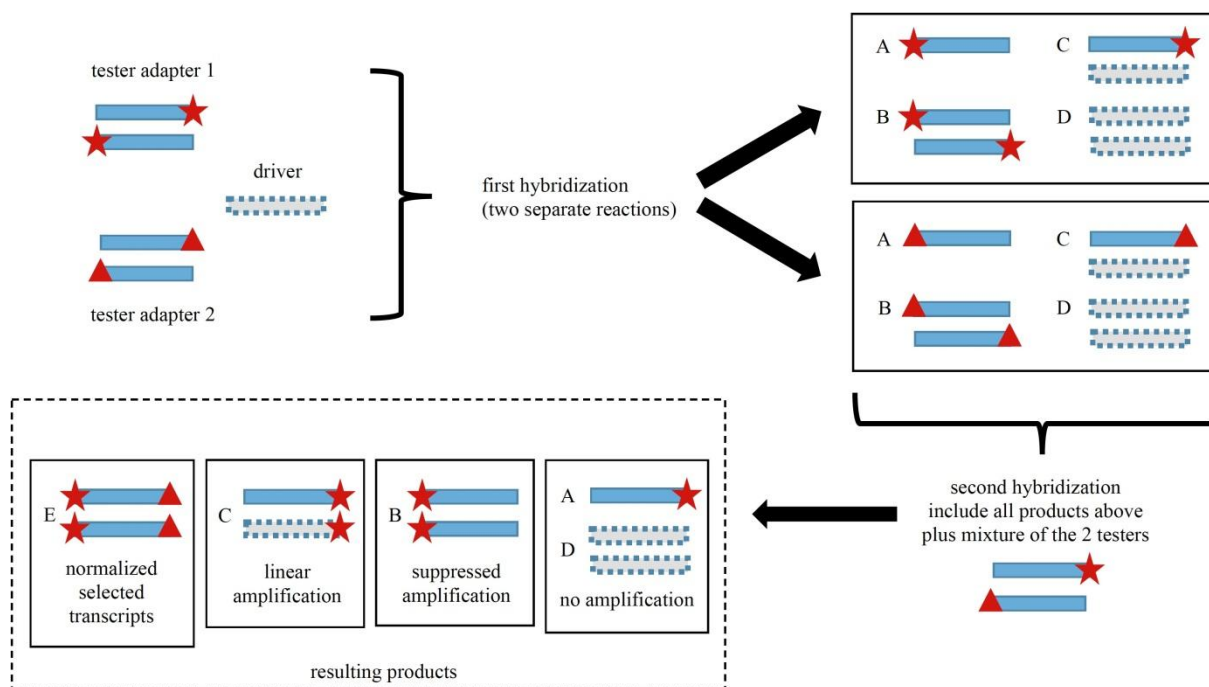 tester adapter 1
driver
tester adapter 2
first hybridization
(two separate reactions)
A
C
B
D
A
C
B
D
second hybridization
include all products above
plus mixture of the 2 testers
E
normalized
selected
transcripts
C
linear
amplification
B
suppressed
amplification
A
D
no amplification
resulting products